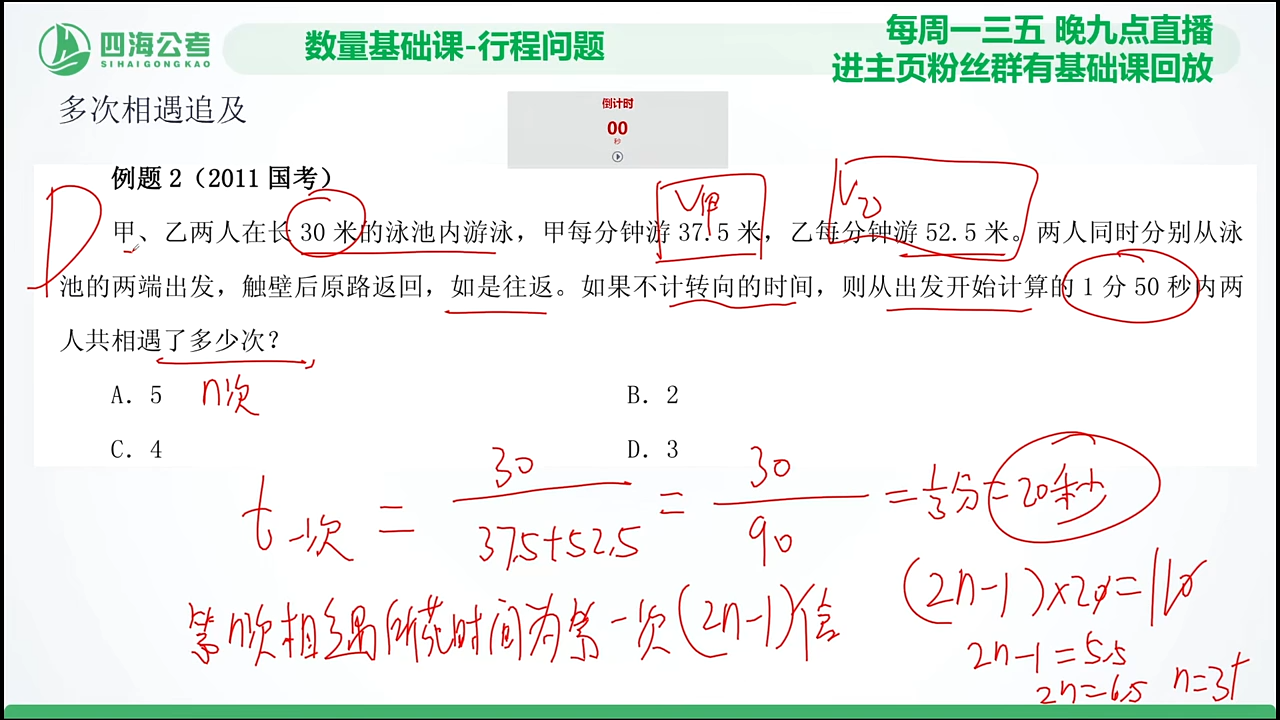 四海公考
SIHAIGONGKAO
数量基础课-行程问题
每周一三五 晚九点直播
进主页粉丝群有基础课回放
多次相遇追及
倒计时
00
秒
例题 2（2011 国考）
V甲
V乙
甲、乙两人在长 30 米的泳池内游泳，甲每分钟游 37.5 米，乙每分钟游 52.5 米。两人同时分别从泳
池的两端出发，触壁后原路返回，如是往返。如果不计转向的时间，则从出发开始计算的 1 分 50 秒内两
人共相遇了多少次？
A. 5
n次
B. 2
C. 4
D. 3
t一次 = 30/(37.5+52.5) = 30/90 = 1/3分 = 20秒
第n次相遇所花时间为第一次(2n-1)倍
(2n-1)×20=110
2n-1=5.5
2n=6.5
n=3+